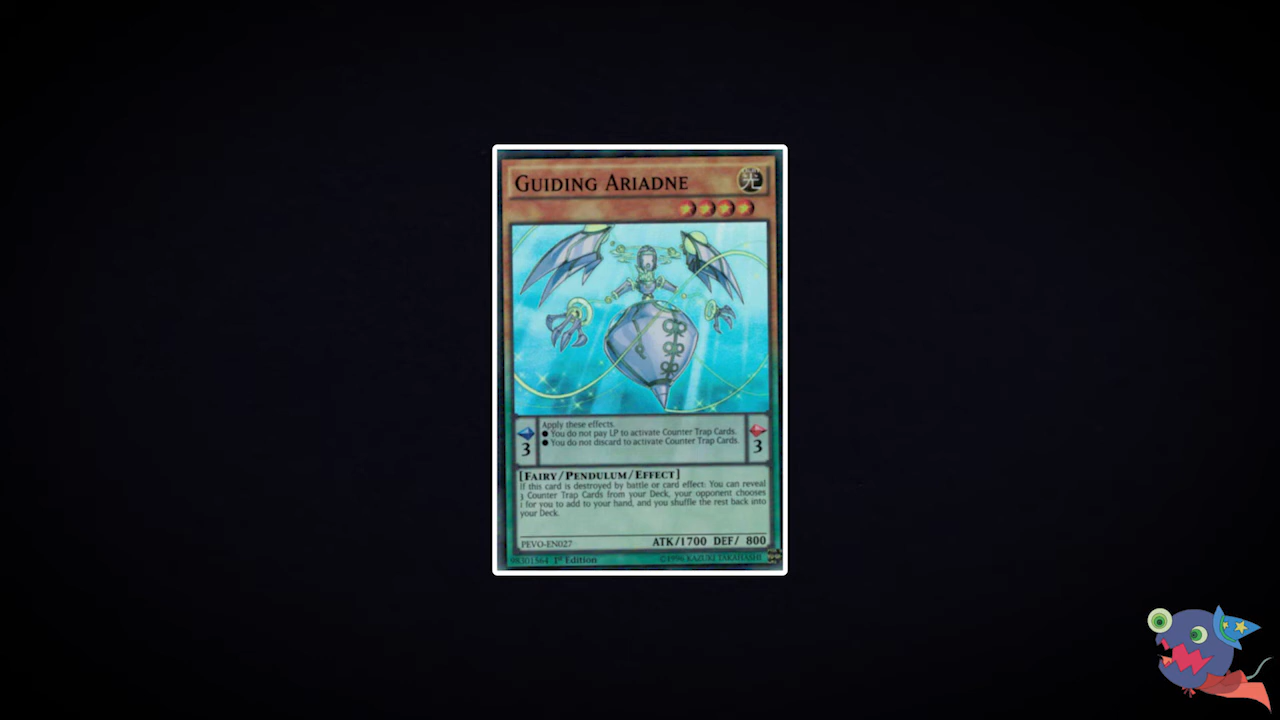 GUIDING ARIADNE
光
Apply these effects.
● You do not pay LP to activate Counter Trap Cards.
● You do not discard to activate Counter Trap Cards.
3
3
[FAIRY/PENDULUM/EFFECT]
If this card is destroyed by battle or card effect: You can reveal
3 Counter Trap Cards from your Deck, your opponent chooses
1 for you to add to your hand, and you shuffle the rest back into
your Deck.
ATK/1700 DEF/ 800
PEVO-EN027
98301564 1st Edition
©1996 KAZUKI TAKAHASHI